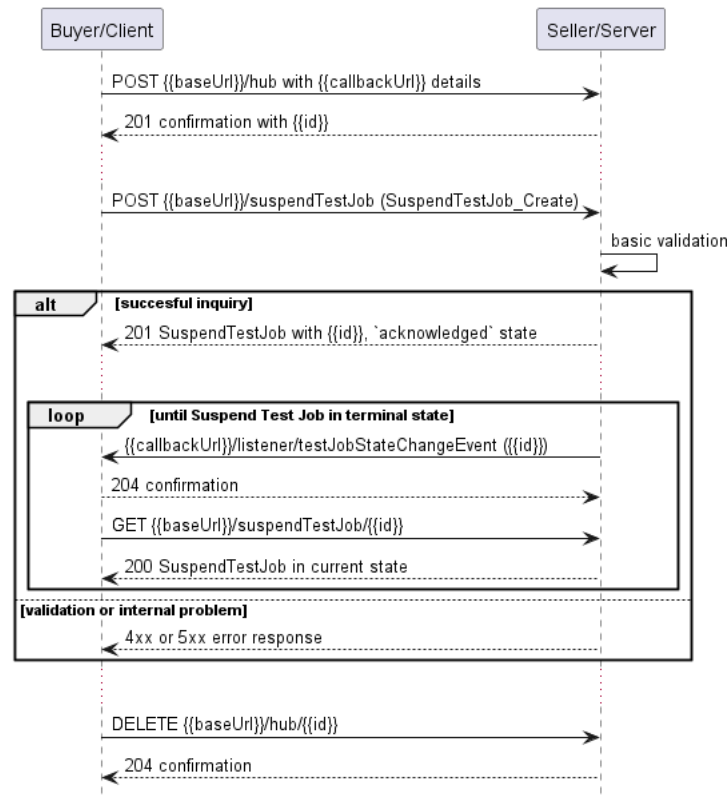 Buyer/Client
Seller/Server
POST {{baseUrl}}/hub with {{callbackUrl}} details
201 confirmation with {{id}}
POST {{baseUrl}}/suspendTestJob (SuspendTestJob_Create)
basic validation
alt
[succesful inquiry]
201 SuspendTestJob with {{id}}, `acknowledged` state
loop
[until Suspend Test Job in terminal state]
{{callbackUrl}}/listener/testJobStateChangeEvent ({{id}})
204 confirmation
GET {{baseUrl}}/suspendTestJob/{{id}}
200 SuspendTestJob in current state
[validation or internal problem]
4xx or 5xx error response
DELETE {{baseUrl}}/hub/{{id}}
204 confirmation